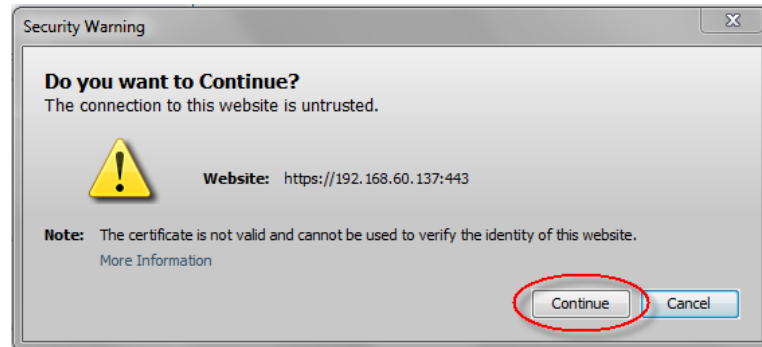 Security Warning
X
Do you want to Continue?
The connection to this website is untrusted.
Website: https://192.168.60.137:443
Note: The certificate is not valid and cannot be used to verify the identity of this website.
More Information
Continue Cancel